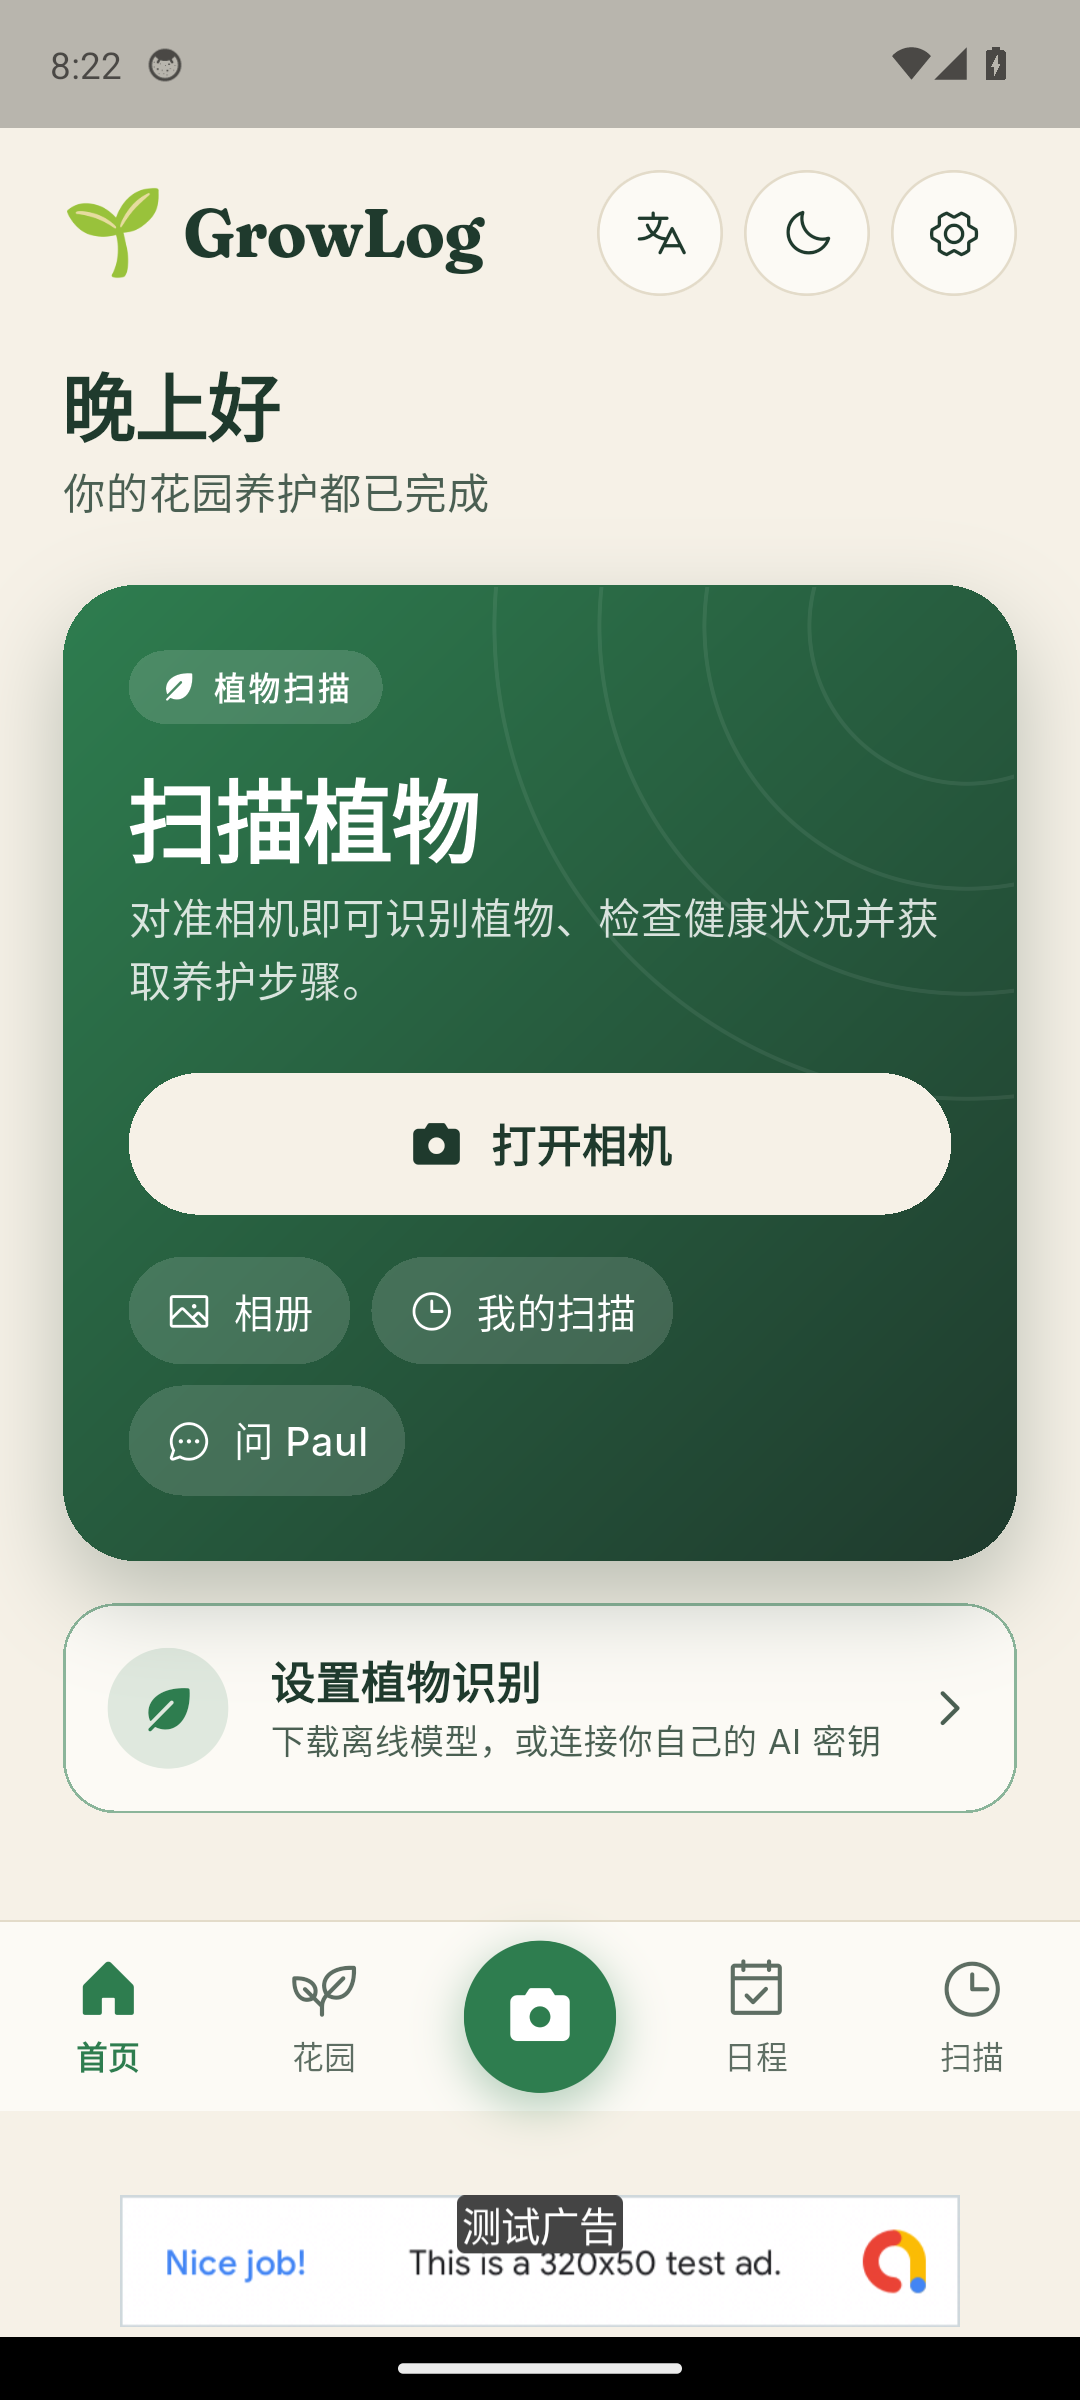 8:22
GrowLog
晚上好
你的花园养护都已完成
植物扫描
扫描植物
对准相机即可识别植物、检查健康状况并获
取养护步骤。
打开相机
相册
我的扫描
问 Paul
设置植物识别
下载离线模型，或连接你自己的 AI 密钥
首页
花园
日程
扫描
测试广告
Nice job!
This is a 320x50 test ad.